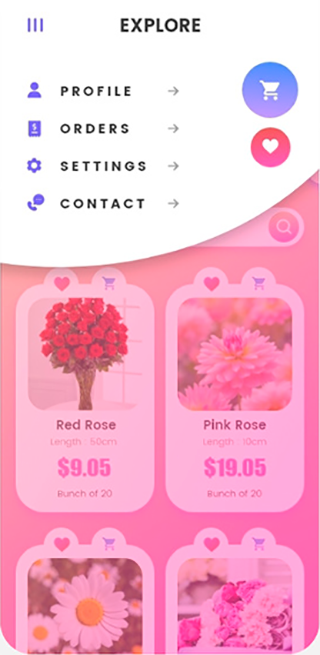 EXPLORE
PROFILE
ORDERS
SETTINGS
CONTACT
Red Rose
Length : 50cm
$9.05
Bunch of 20
Pink Rose
Length : 10cm
$19.05
Bunch of 20